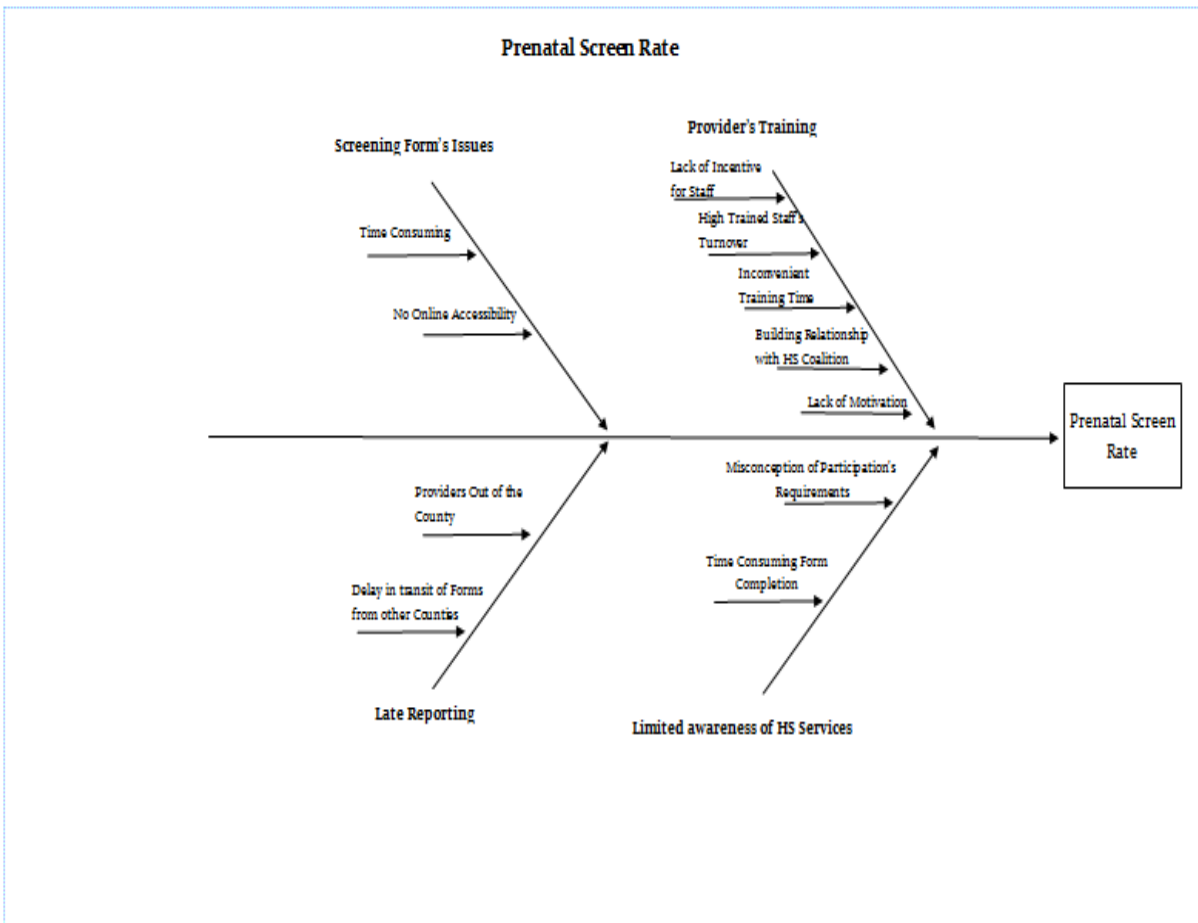 Prenatal Screen Rate
Screening Form's Issues
Time Consuming
No Online Accessibility
Provider's Training
Lack of Incentive
for Staff
High Trained Staff's
Turnover
Inconvenient
Training Time
Building Relationship
with HS Coalition
Lack of Motivation
Prenatal Screen
Rate
Providers Out of the
County
Delay in transit of Forms
from other Counties
Late Reporting
Misconception of Participation's
Requirements
Time Consuming Form
Completion
Limited awareness of HS Services